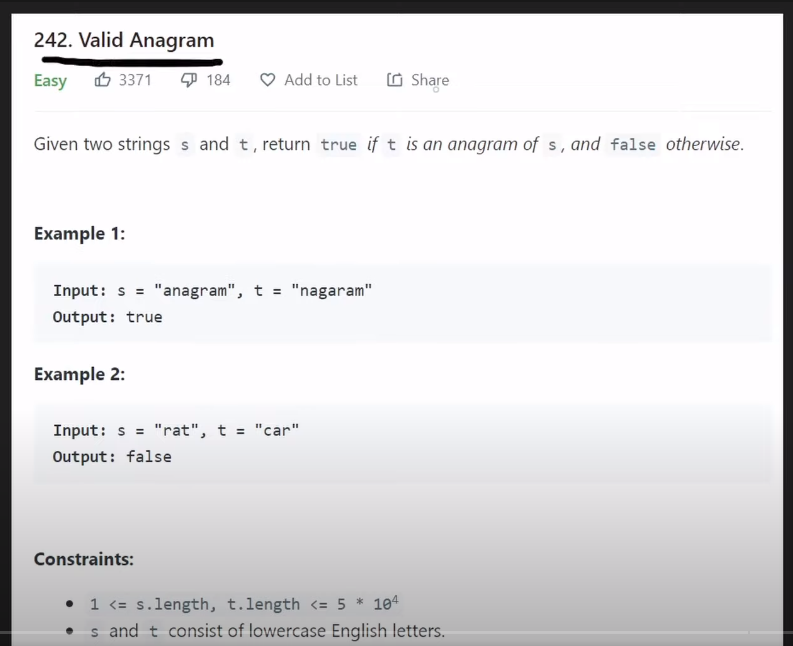 242. Valid Anagram
Easy 3371 184 Add to List Share
Given two strings s and t, return true if t is an anagram of s, and false otherwise.
Example 1:
Input: s = "anagram", t = "nagaram"
Output: true
Example 2:
Input: s = "rat", t = "car"
Output: false
Constraints:
• 1 <= s.length, t.length <= 5 * 10⁴
• s and t consist of lowercase English letters.